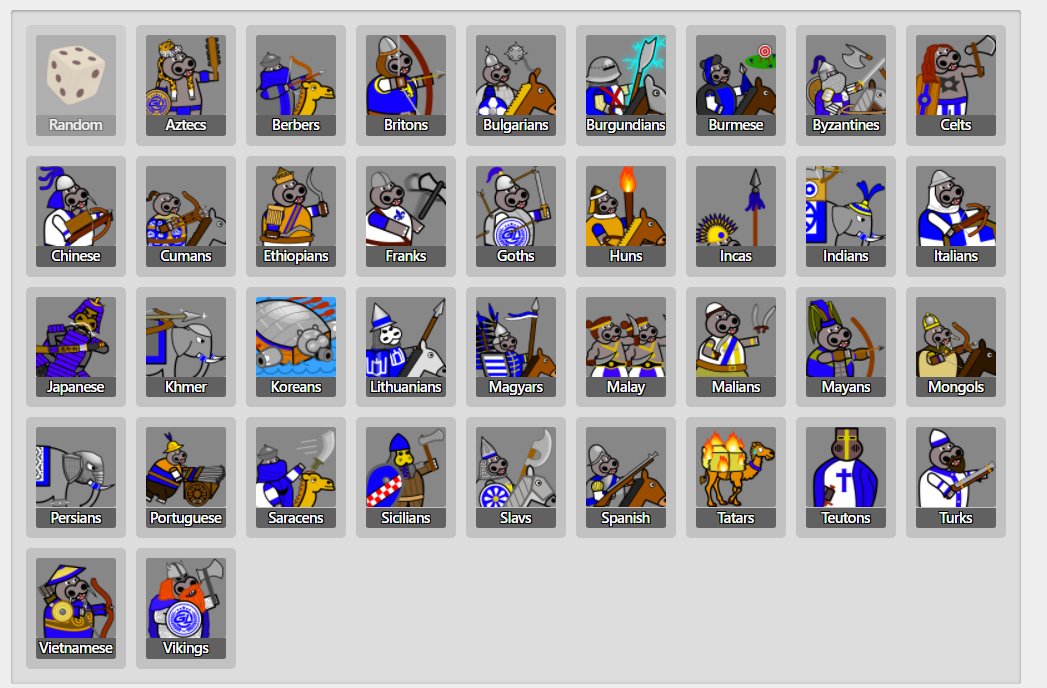 Random
Aztecs
Berbers
Britons
Bulgarians
Burgundians
Burmese
Byzantines
Celts
Chinese
Cumans
Ethiopians
Franks
Goths
Huns
Incas
Indians
Italians
Japanese
Khmer
Koreans
Lithuanians
Magyars
Malay
Malians
Mayans
Mongols
Persians
Portuguese
Saracens
Sicilians
Slavs
Spanish
Tatars
Teutons
Turks
Vietnamese
Vikings